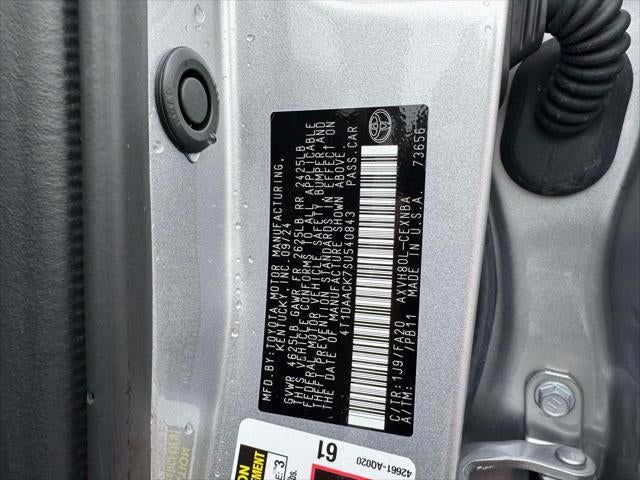 MFD.BY:TOYOTA MOTOR MANUFACTURING,
KENTUCKY, INC. 09/24
GVWR 4625LB GAWR FR 2625LB RR 2425LB
THIS VEHICLE CONFORMS TO ALL APPLICABLE
FEDERAL MOTOR VEHICLE SAFETY, BUMPER, AND
THEFT PREVENTION STANDARDS IN EFFECT ON
THE DATE OF MANUFACTURE SHOWN ABOVE.
4T1DAACK7SU540843 PASS.CAR
C/TR:1J9/FA20 AXVH80L-CEXNBA
A/TM: /PB11 MADE IN U.S.A. 73656
61
42661-AQ020